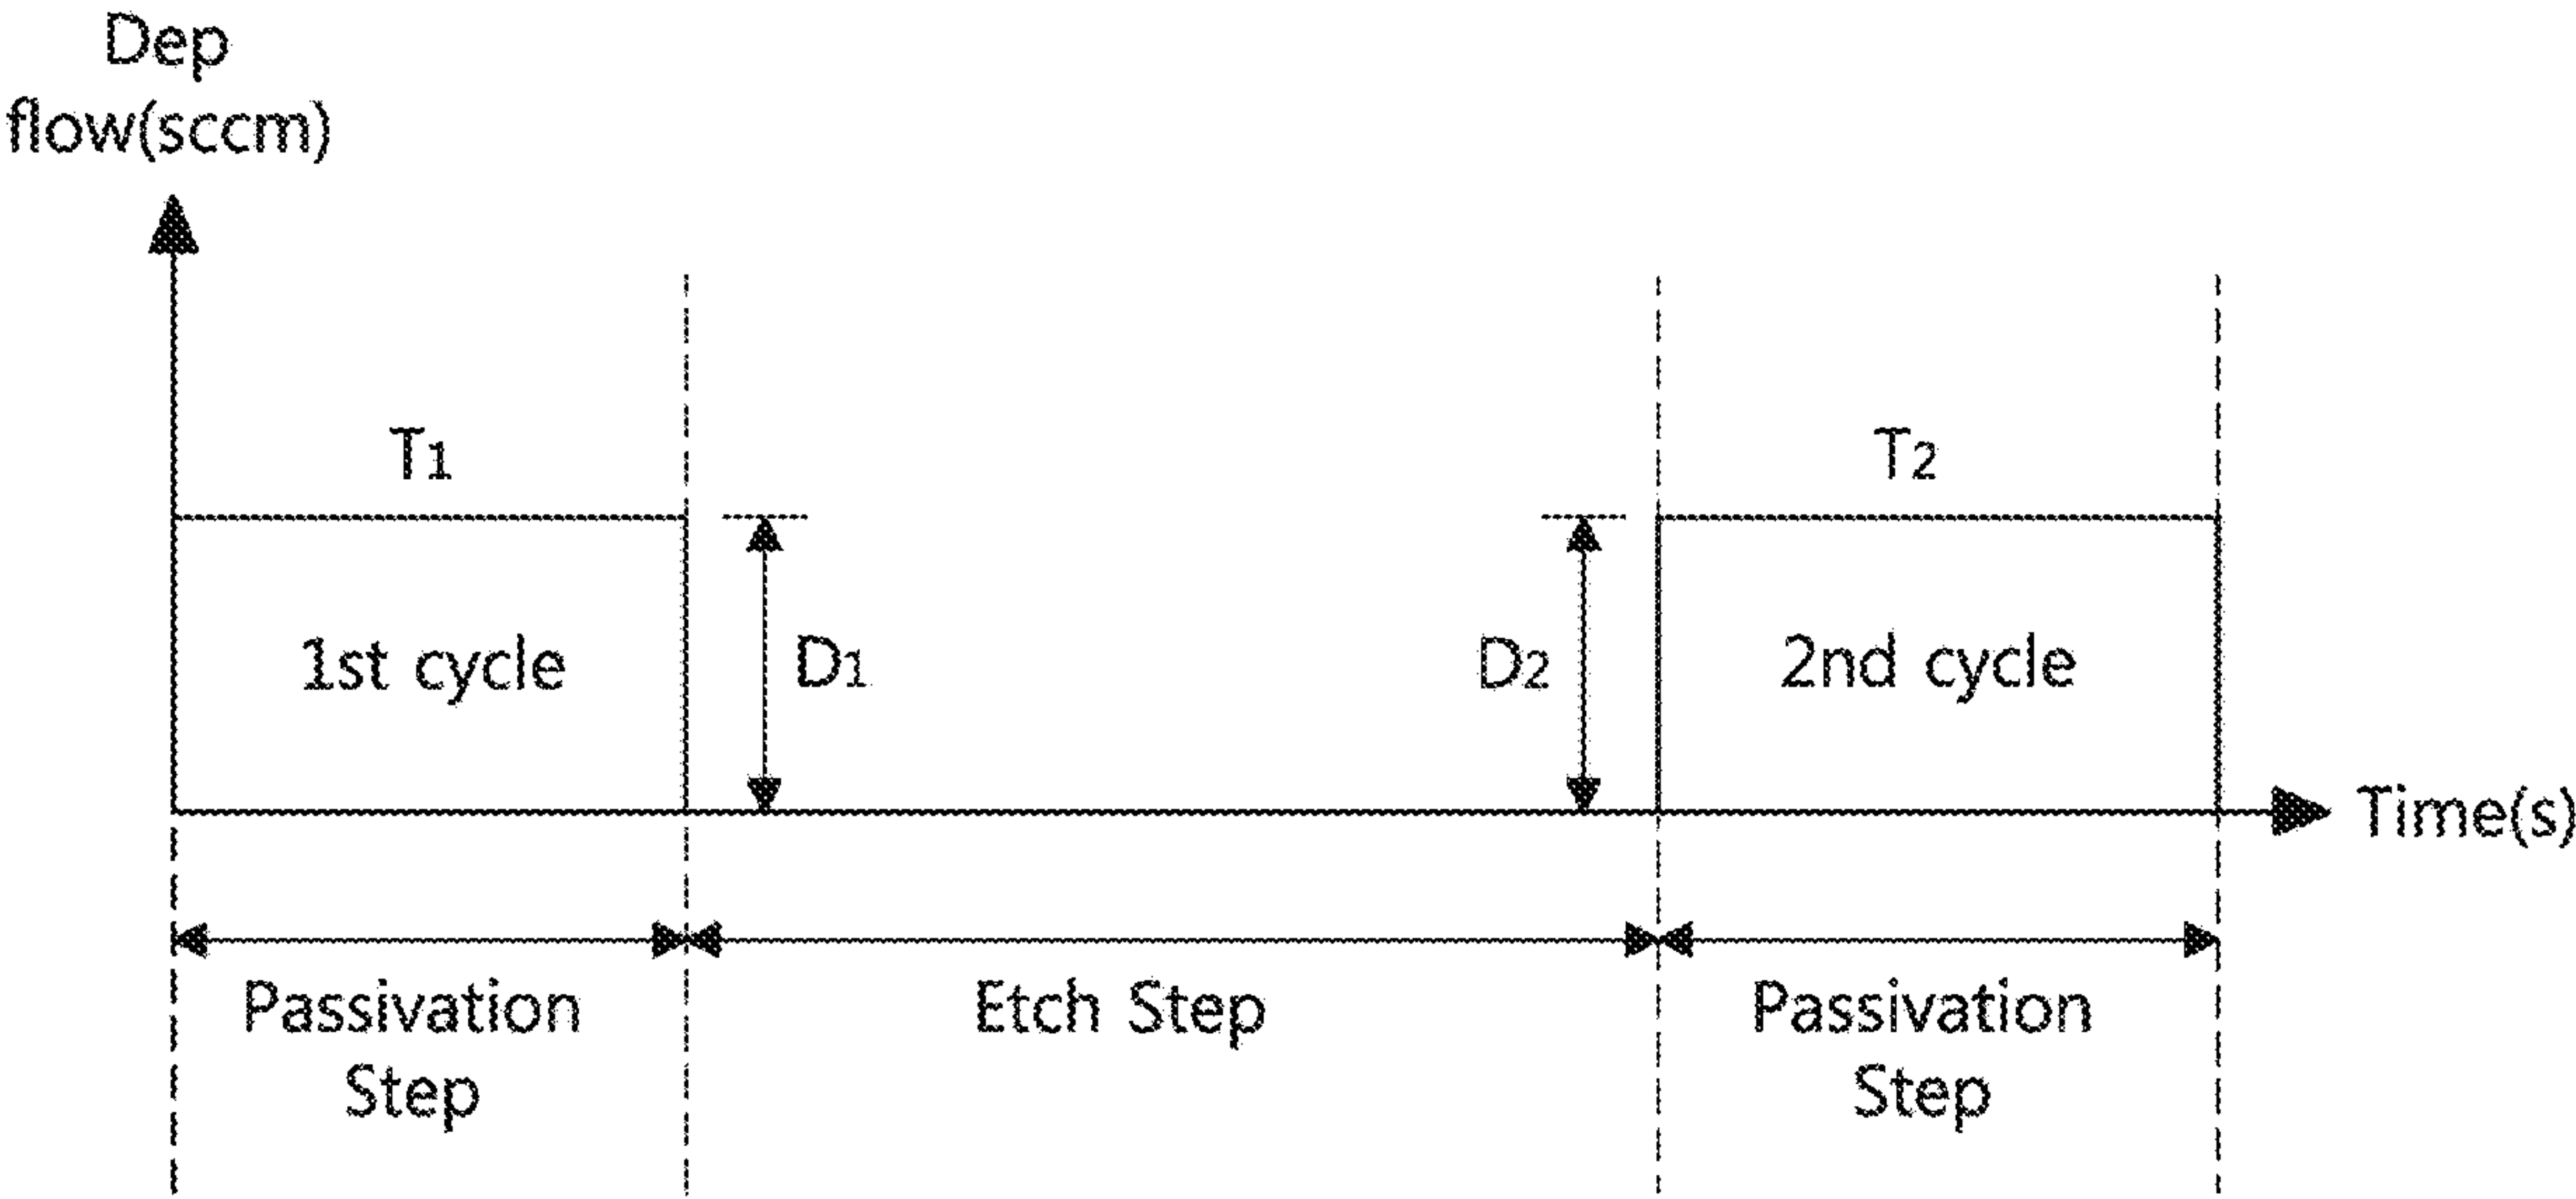 Dep
flow(sccm)
T1
T2
1st cycle
D1
D2
2nd cycle
Time(s)
Passivation
Step
Etch Step
Passivation
Step